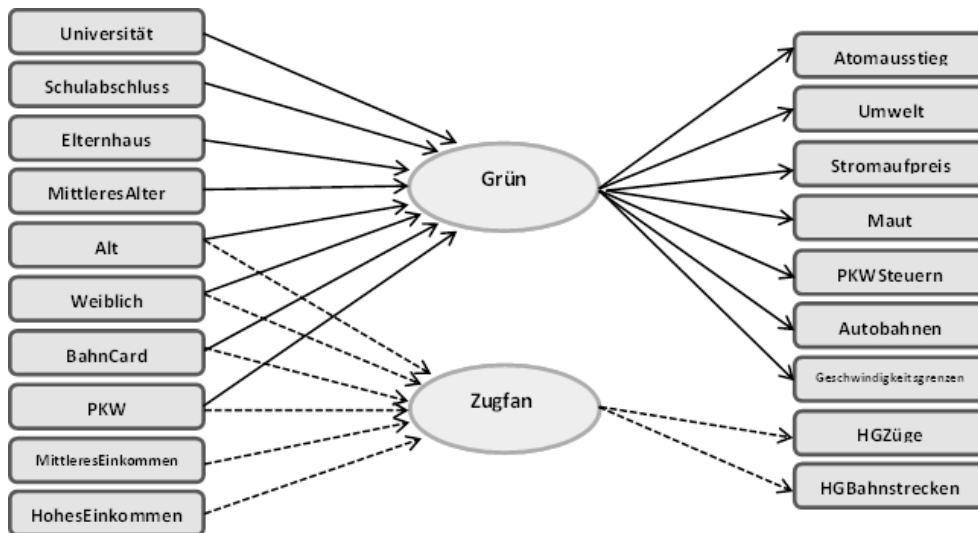 Universität
Schulabschluss
Elternhaus
MittleresAlter
Alt
Weiblich
BahnCard
PKW
MittleresEinkommen
HohesEinkommen
Grün
Zugfan
Atomausstieg
Umwelt
Stromaufpreis
Maut
PKWSteuern
Autobahnen
Geschwindigkeitsgrenzen
HGZüge
HGBahnstrecken